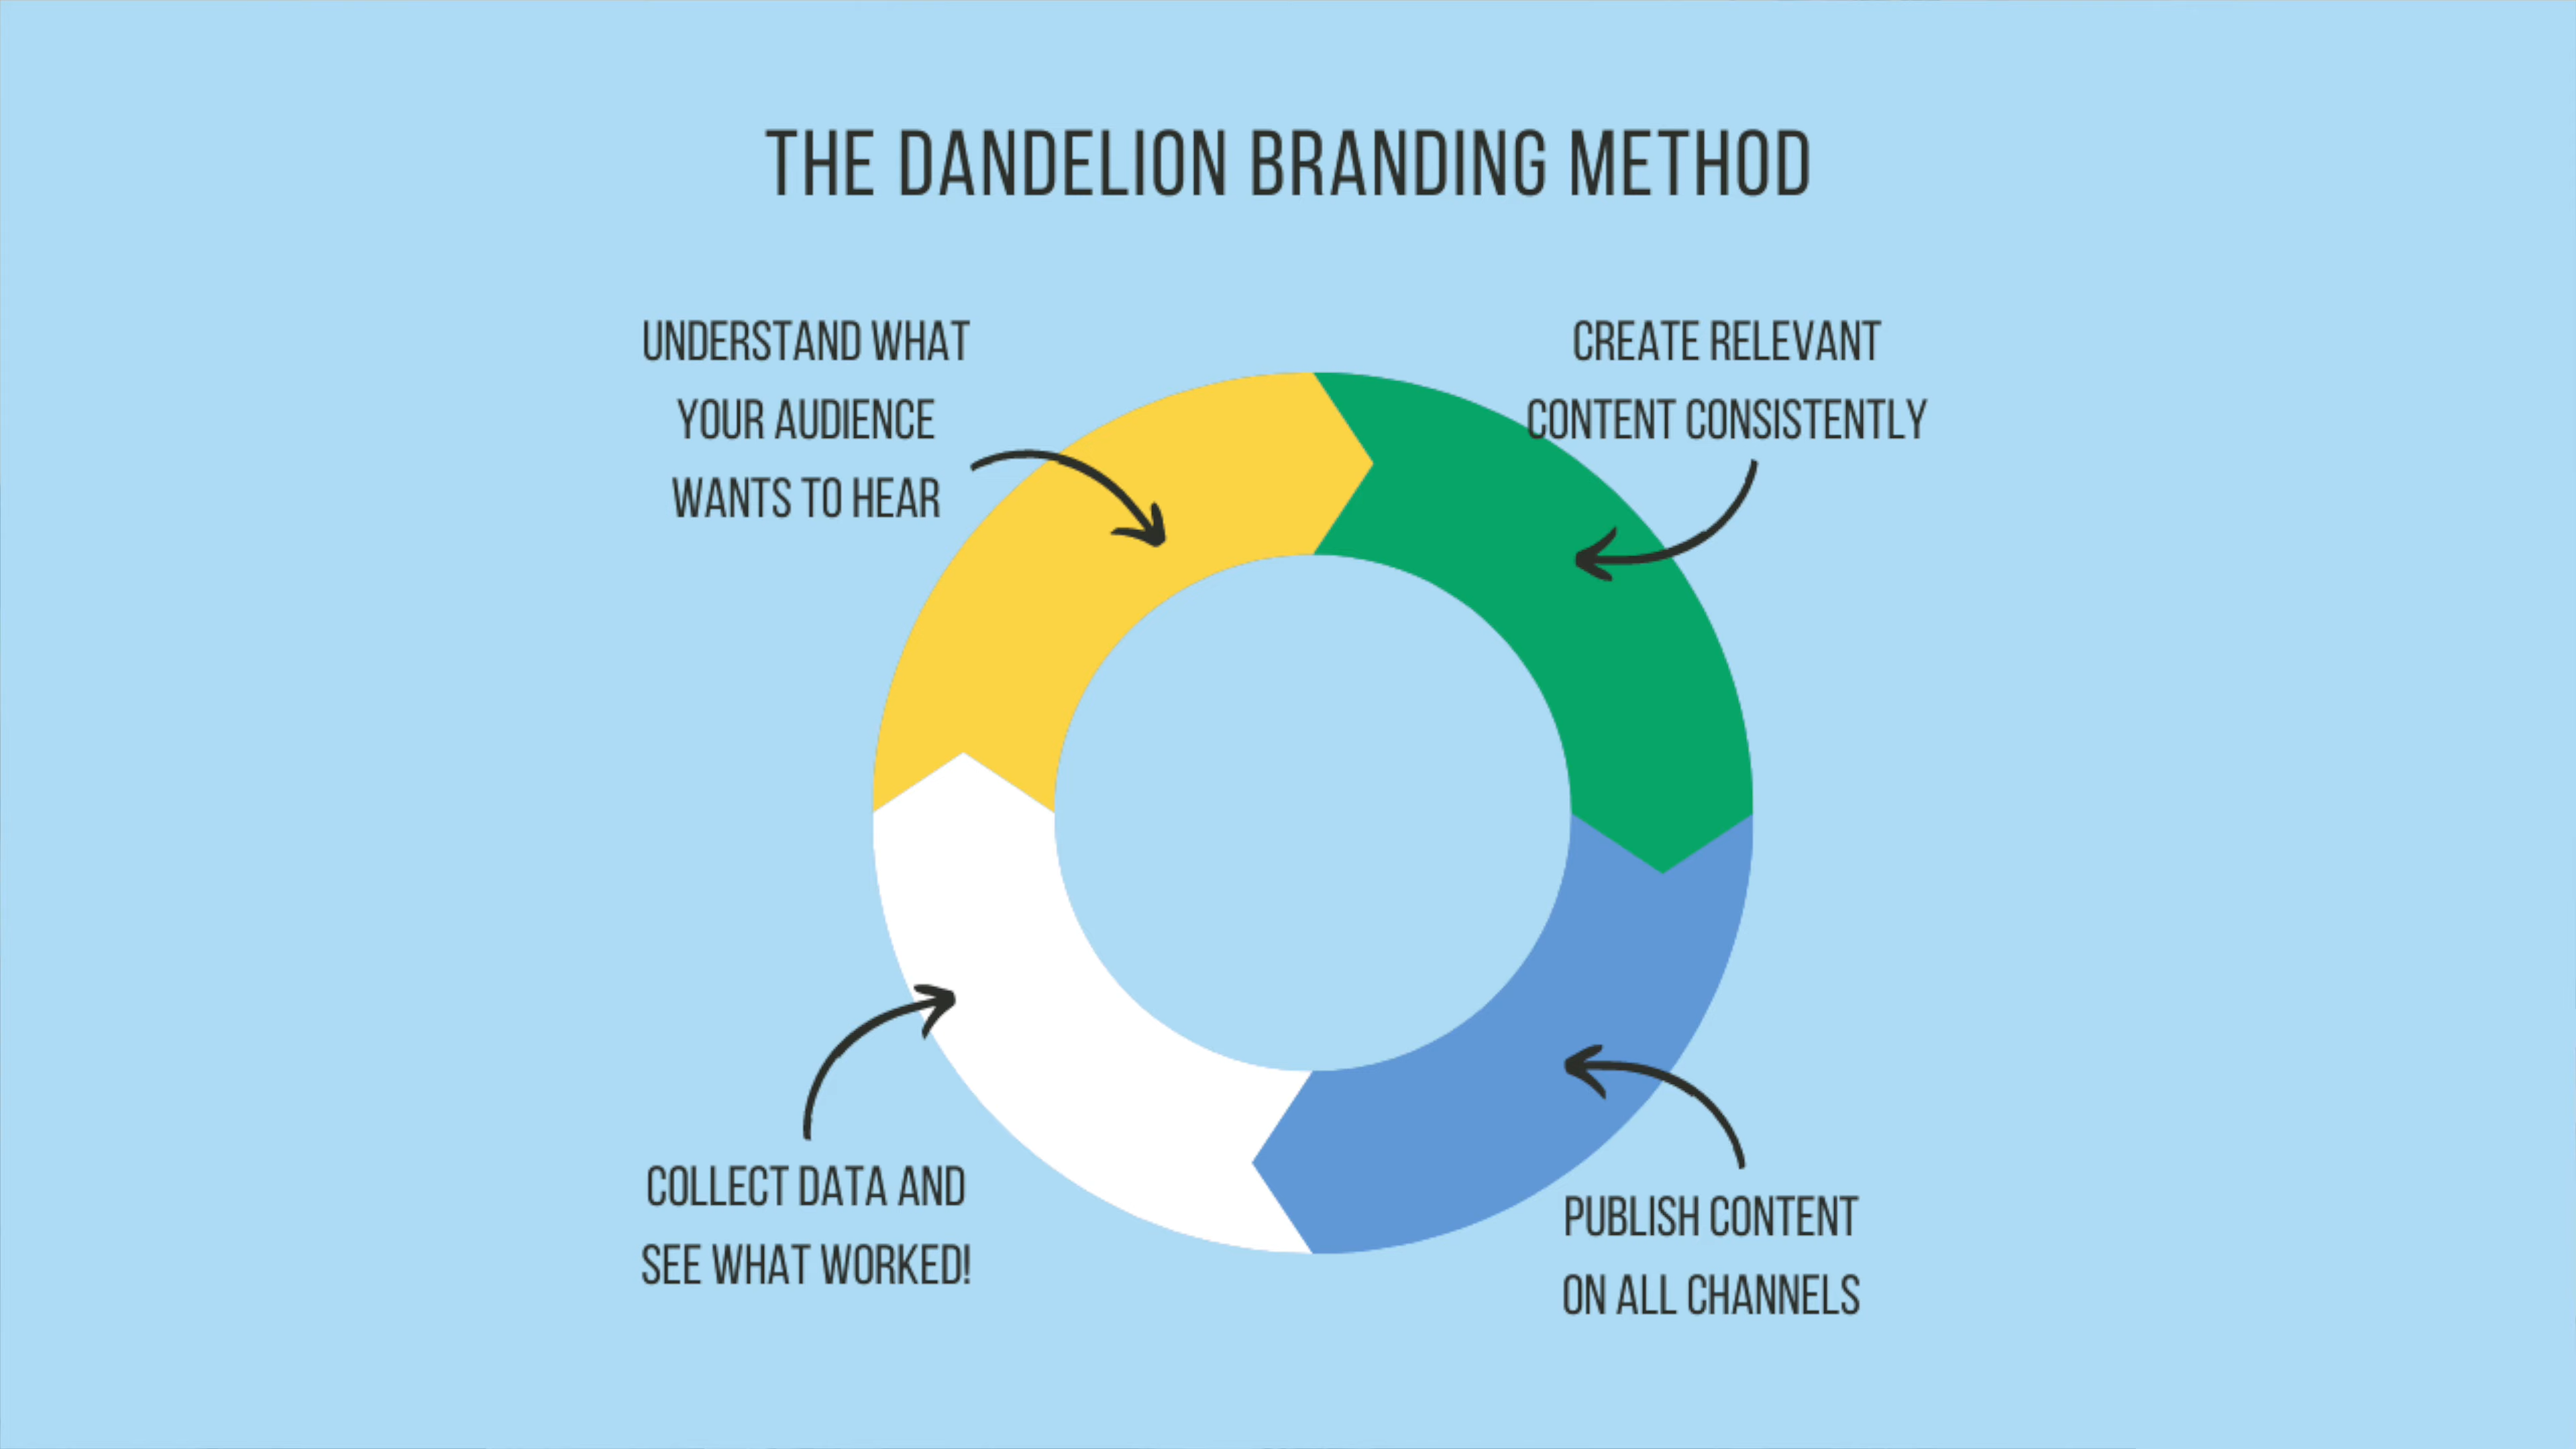 THE DANDELION BRANDING METHOD
UNDERSTAND WHAT
YOUR AUDIENCE
WANTS TO HEAR
CREATE RELEVANT
CONTENT CONSISTENTLY
COLLECT DATA AND
SEE WHAT WORKED!
PUBLISH CONTENT
ON ALL CHANNELS